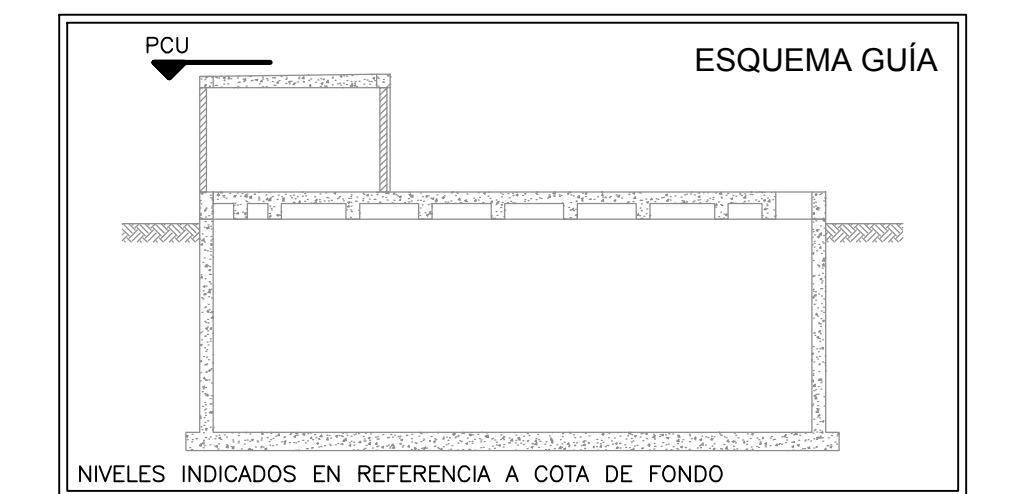 PCU
ESQUEMA GUÍA
NIVELES INDICADOS EN REFERENCIA A COTA DE FONDO